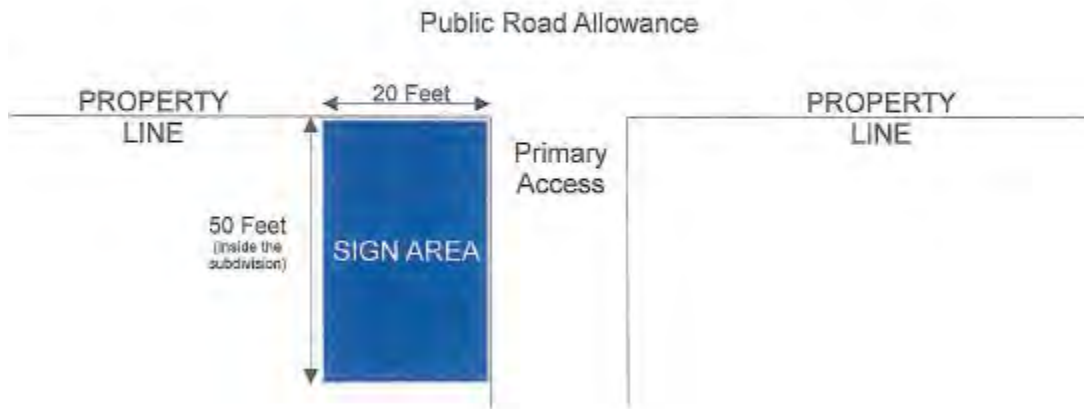 Public Road Allowance
20 Feet
PROPERTY
LINE
PROPERTY
LINE
Primary
Access
50 Feet
(Inside the
subdivision)
SIGN AREA